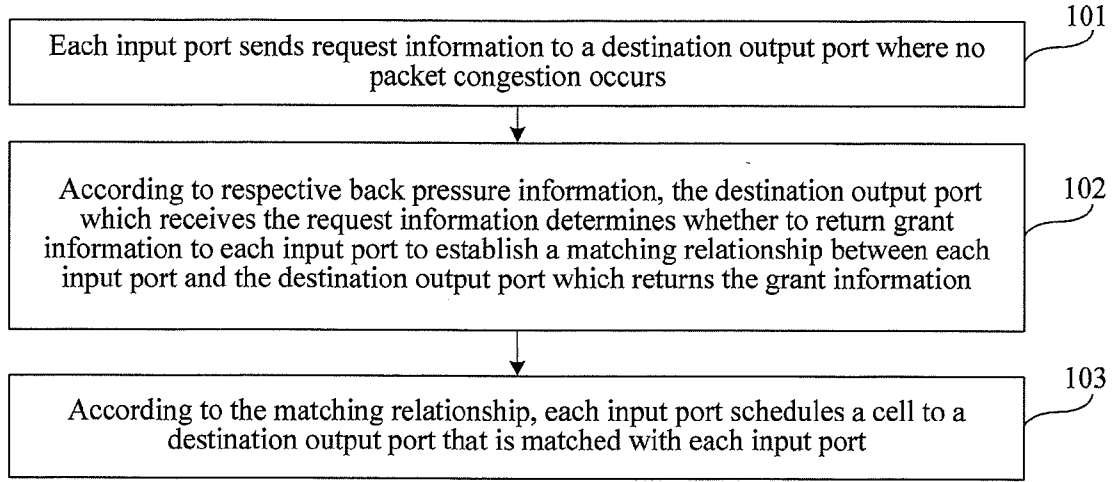 101
Each input port sends request information to a destination output port where no
packet congestion occurs
102
According to respective back pressure information, the destination output port
which receives the request information determines whether to return grant
information to each input port to establish a matching relationship between each
input port and the destination output port which returns the grant information
103
According to the matching relationship, each input port schedules a cell to a
destination output port that is matched with each input port